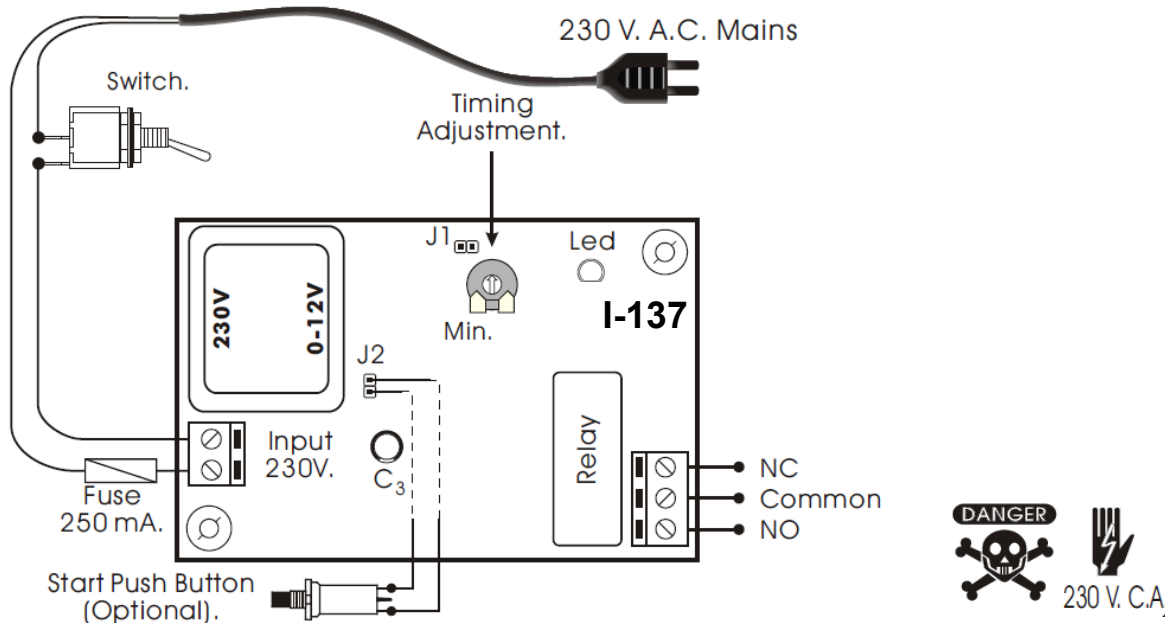 230 V. A.C. Mains
Switch.
Timing
Adjustment.
J1
Led
I-137
230V
0-12V
Min.
J2
Input
230V.
C3
Relay
NC
Common
NO
Fuse
250 mA.
Start Push Button
(Optional).
DANGER
230 V. C.A.